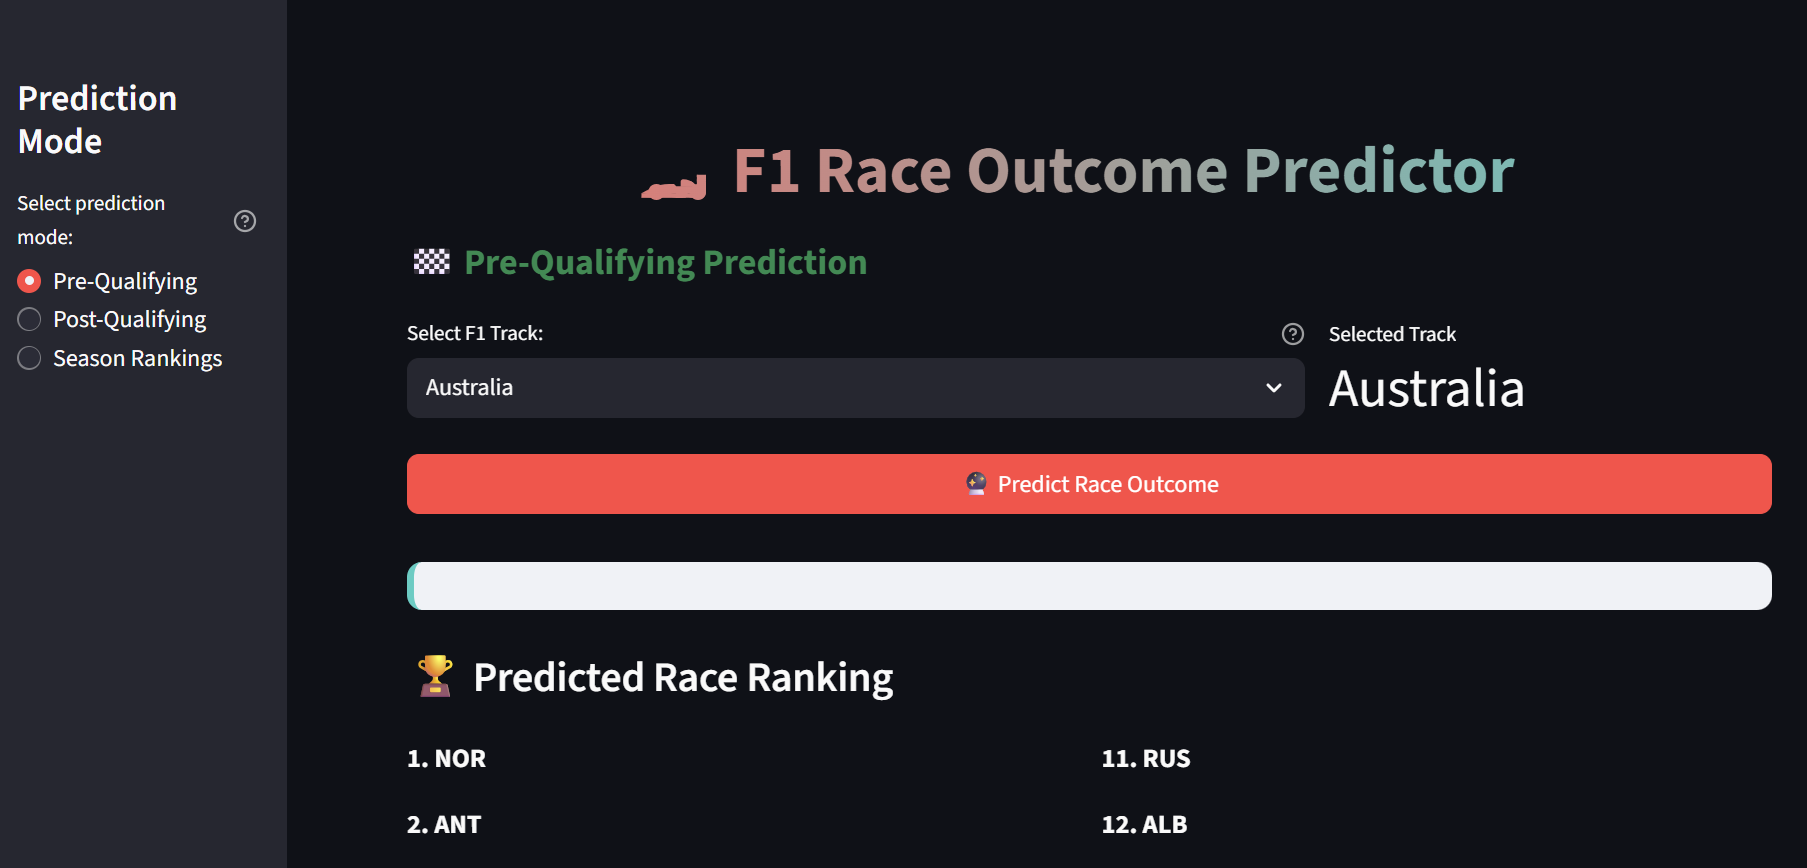 Prediction
Mode
Select prediction
mode:
Pre-Qualifying
Post-Qualifying
Season Rankings
F1 Race Outcome Predictor
Pre-Qualifying Prediction
Select F1 Track:
Australia
Selected Track
Australia
Predict Race Outcome
Predicted Race Ranking
1. NOR
2. ANT
11. RUS
12. ALB